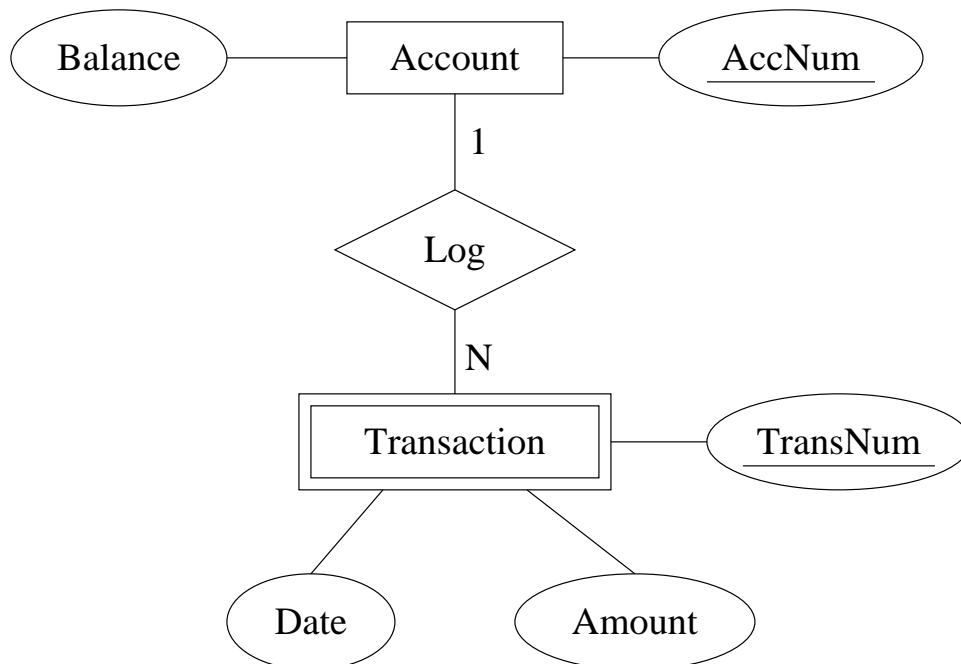 Balance
Account
AccNum
1
Log
N
Transaction
TransNum
Date
Amount